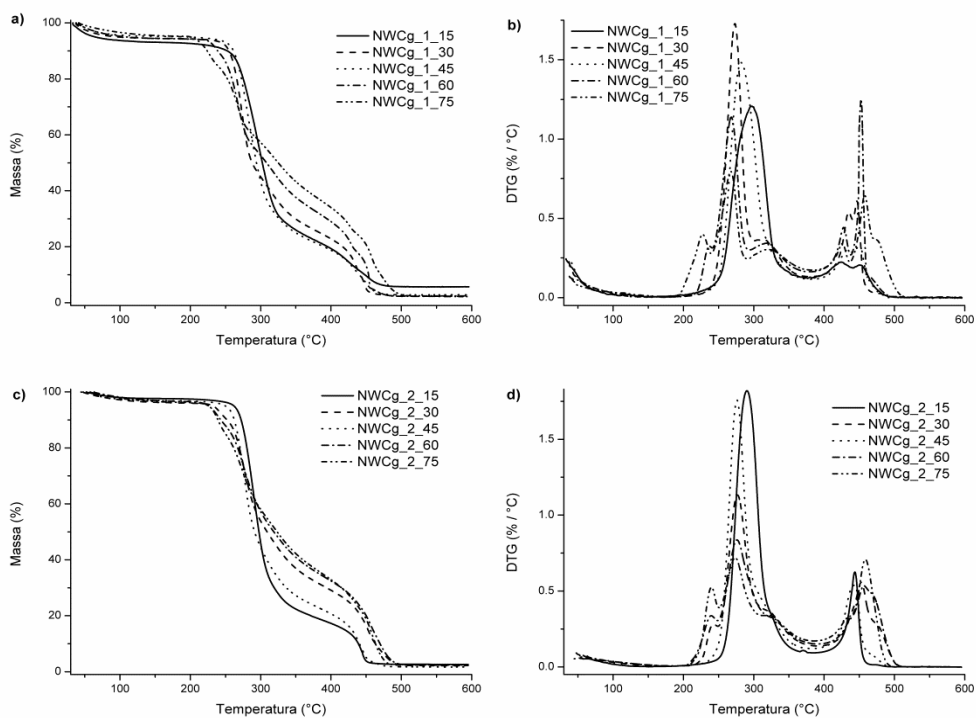 a)
NWCg_1_15
NWCg_1_30
NWCg_1_45
NWCg_1_60
NWCg_1_75
Massa (%)
100
80
60
40
20
0
100 200 300 400 500 600
Temperatura (°C)
b)
NWCg_1_15
NWCg_1_30
NWCg_1_45
NWCg_1_60
NWCg_1_75
DTG (% / °C)
1.5
1.0
0.5
0.0
100 200 300 400 500 600
Temperatura (°C)
c)
NWCg_2_15
NWCg_2_30
NWCg_2_45
NWCg_2_60
NWCg_2_75
Massa (%)
100
80
60
40
20
0
100 200 300 400 500 600
Temperatura (°C)
d)
NWCg_2_15
NWCg_2_30
NWCg_2_45
NWCg_2_60
NWCg_2_75
DTG (% / °C)
1.5
1.0
0.5
0.0
100 200 300 400 500 600
Temperatura (°C)